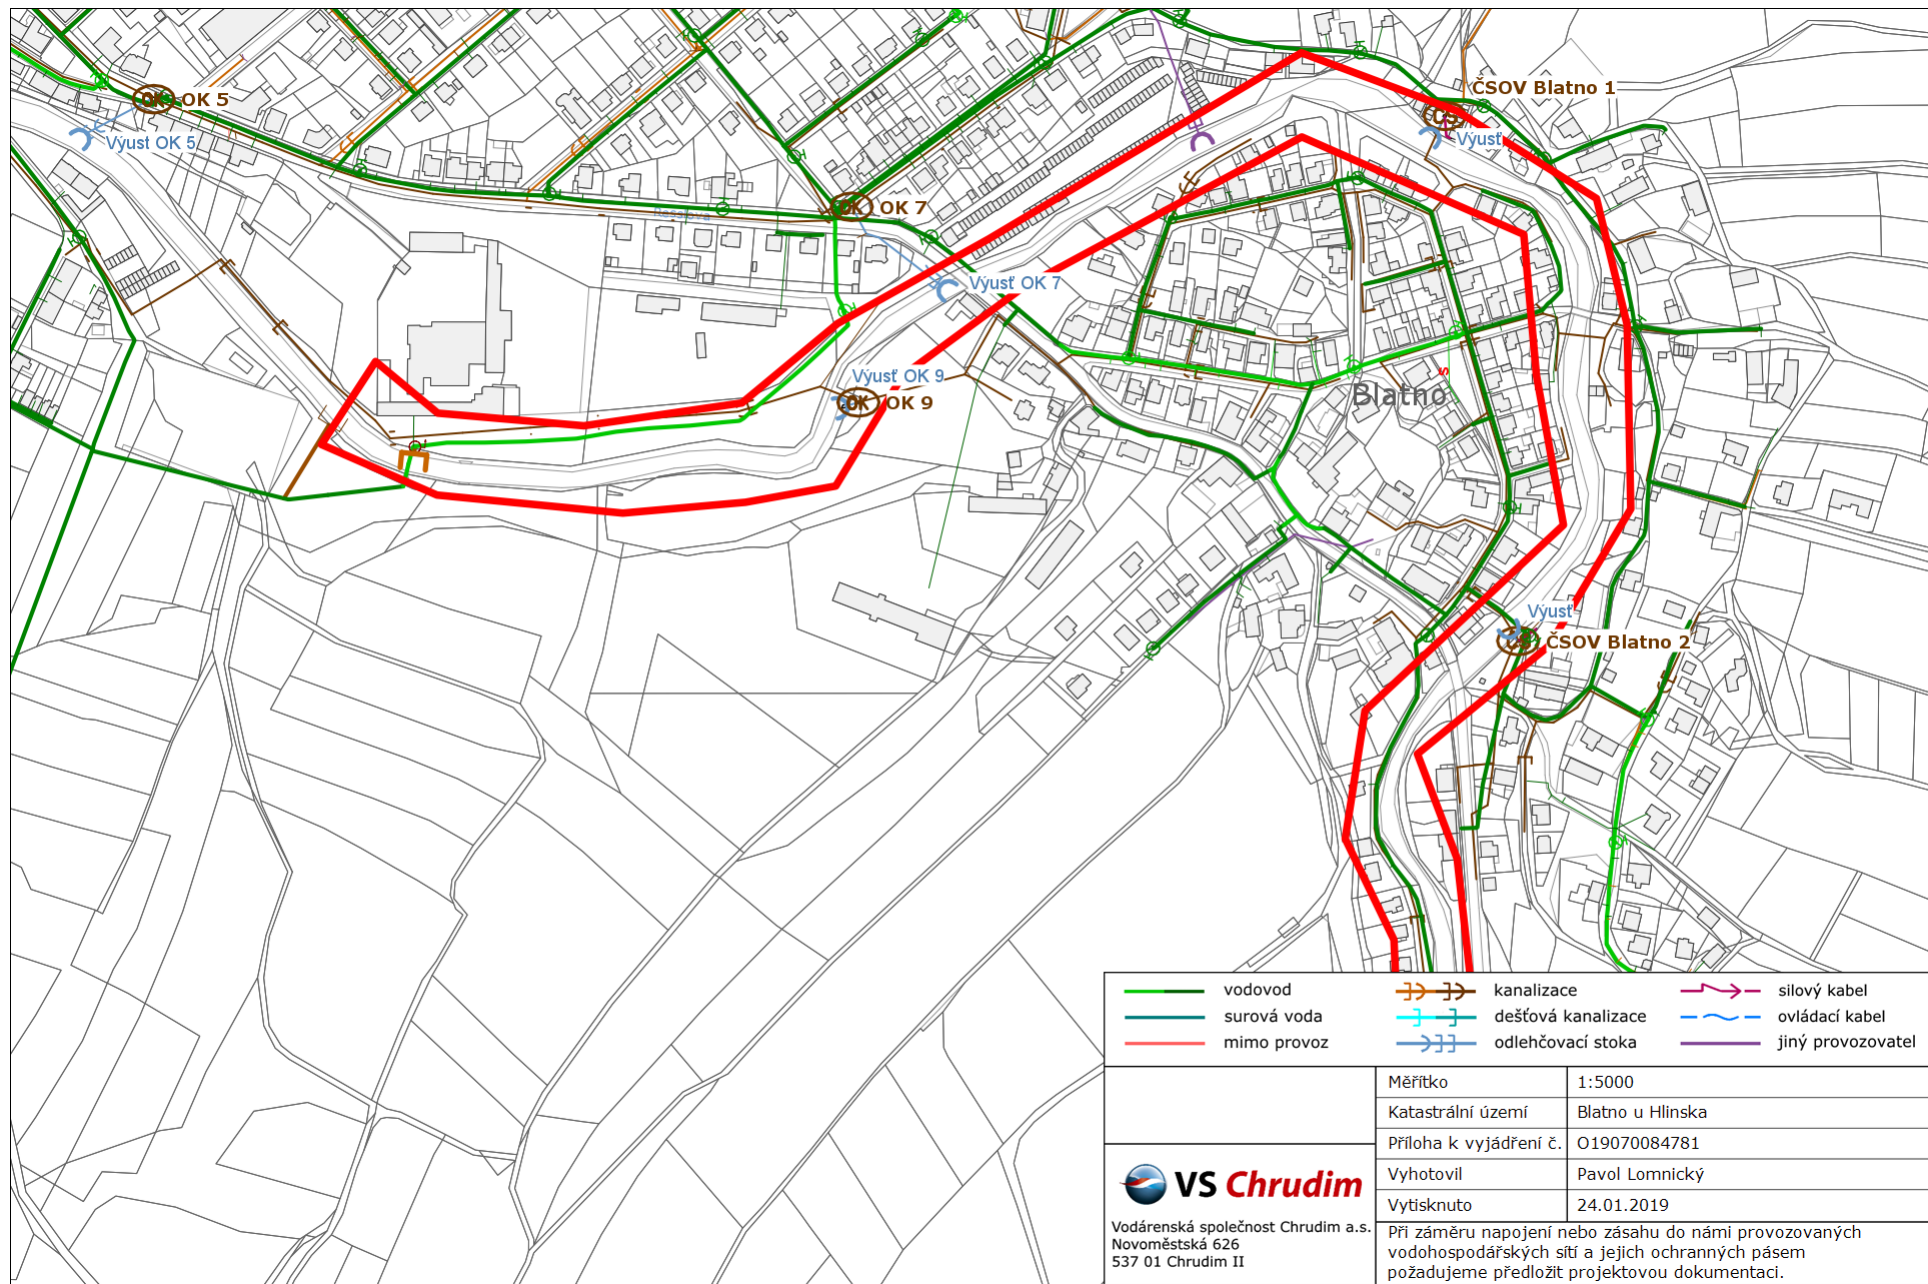 ČSOV Blatno 1
OK 5
OK
Výust OK 5
ČS
Výusť
OK
OK 7
Výusť OK 7
Výusť OK 9
OK
OK 9
Blatno
s
Výusť
ČSOV Blatno 2
vodovod
kanalizace
silový kabel
surová voda
dešťová kanalizace
ovládací kabel
mimo provoz
odlehčovací stoka
jiný provozovatel
Měřítko 1:5000
Katastrální území Blatno u Hlinska
Příloha k vyjádření č. O19070084781
Vyhotovil Pavol Lomnický
Vytisknuto 24.01.2019
VS Chrudim
Vodárenská společnost Chrudim a.s.
Novoměstská 626
537 01 Chrudim II
Při záměru napojení nebo zásahu do námi provozovaných
vodohospodářských sítí a jejich ochranných pásem
požadujeme předložit projektovou dokumentaci.